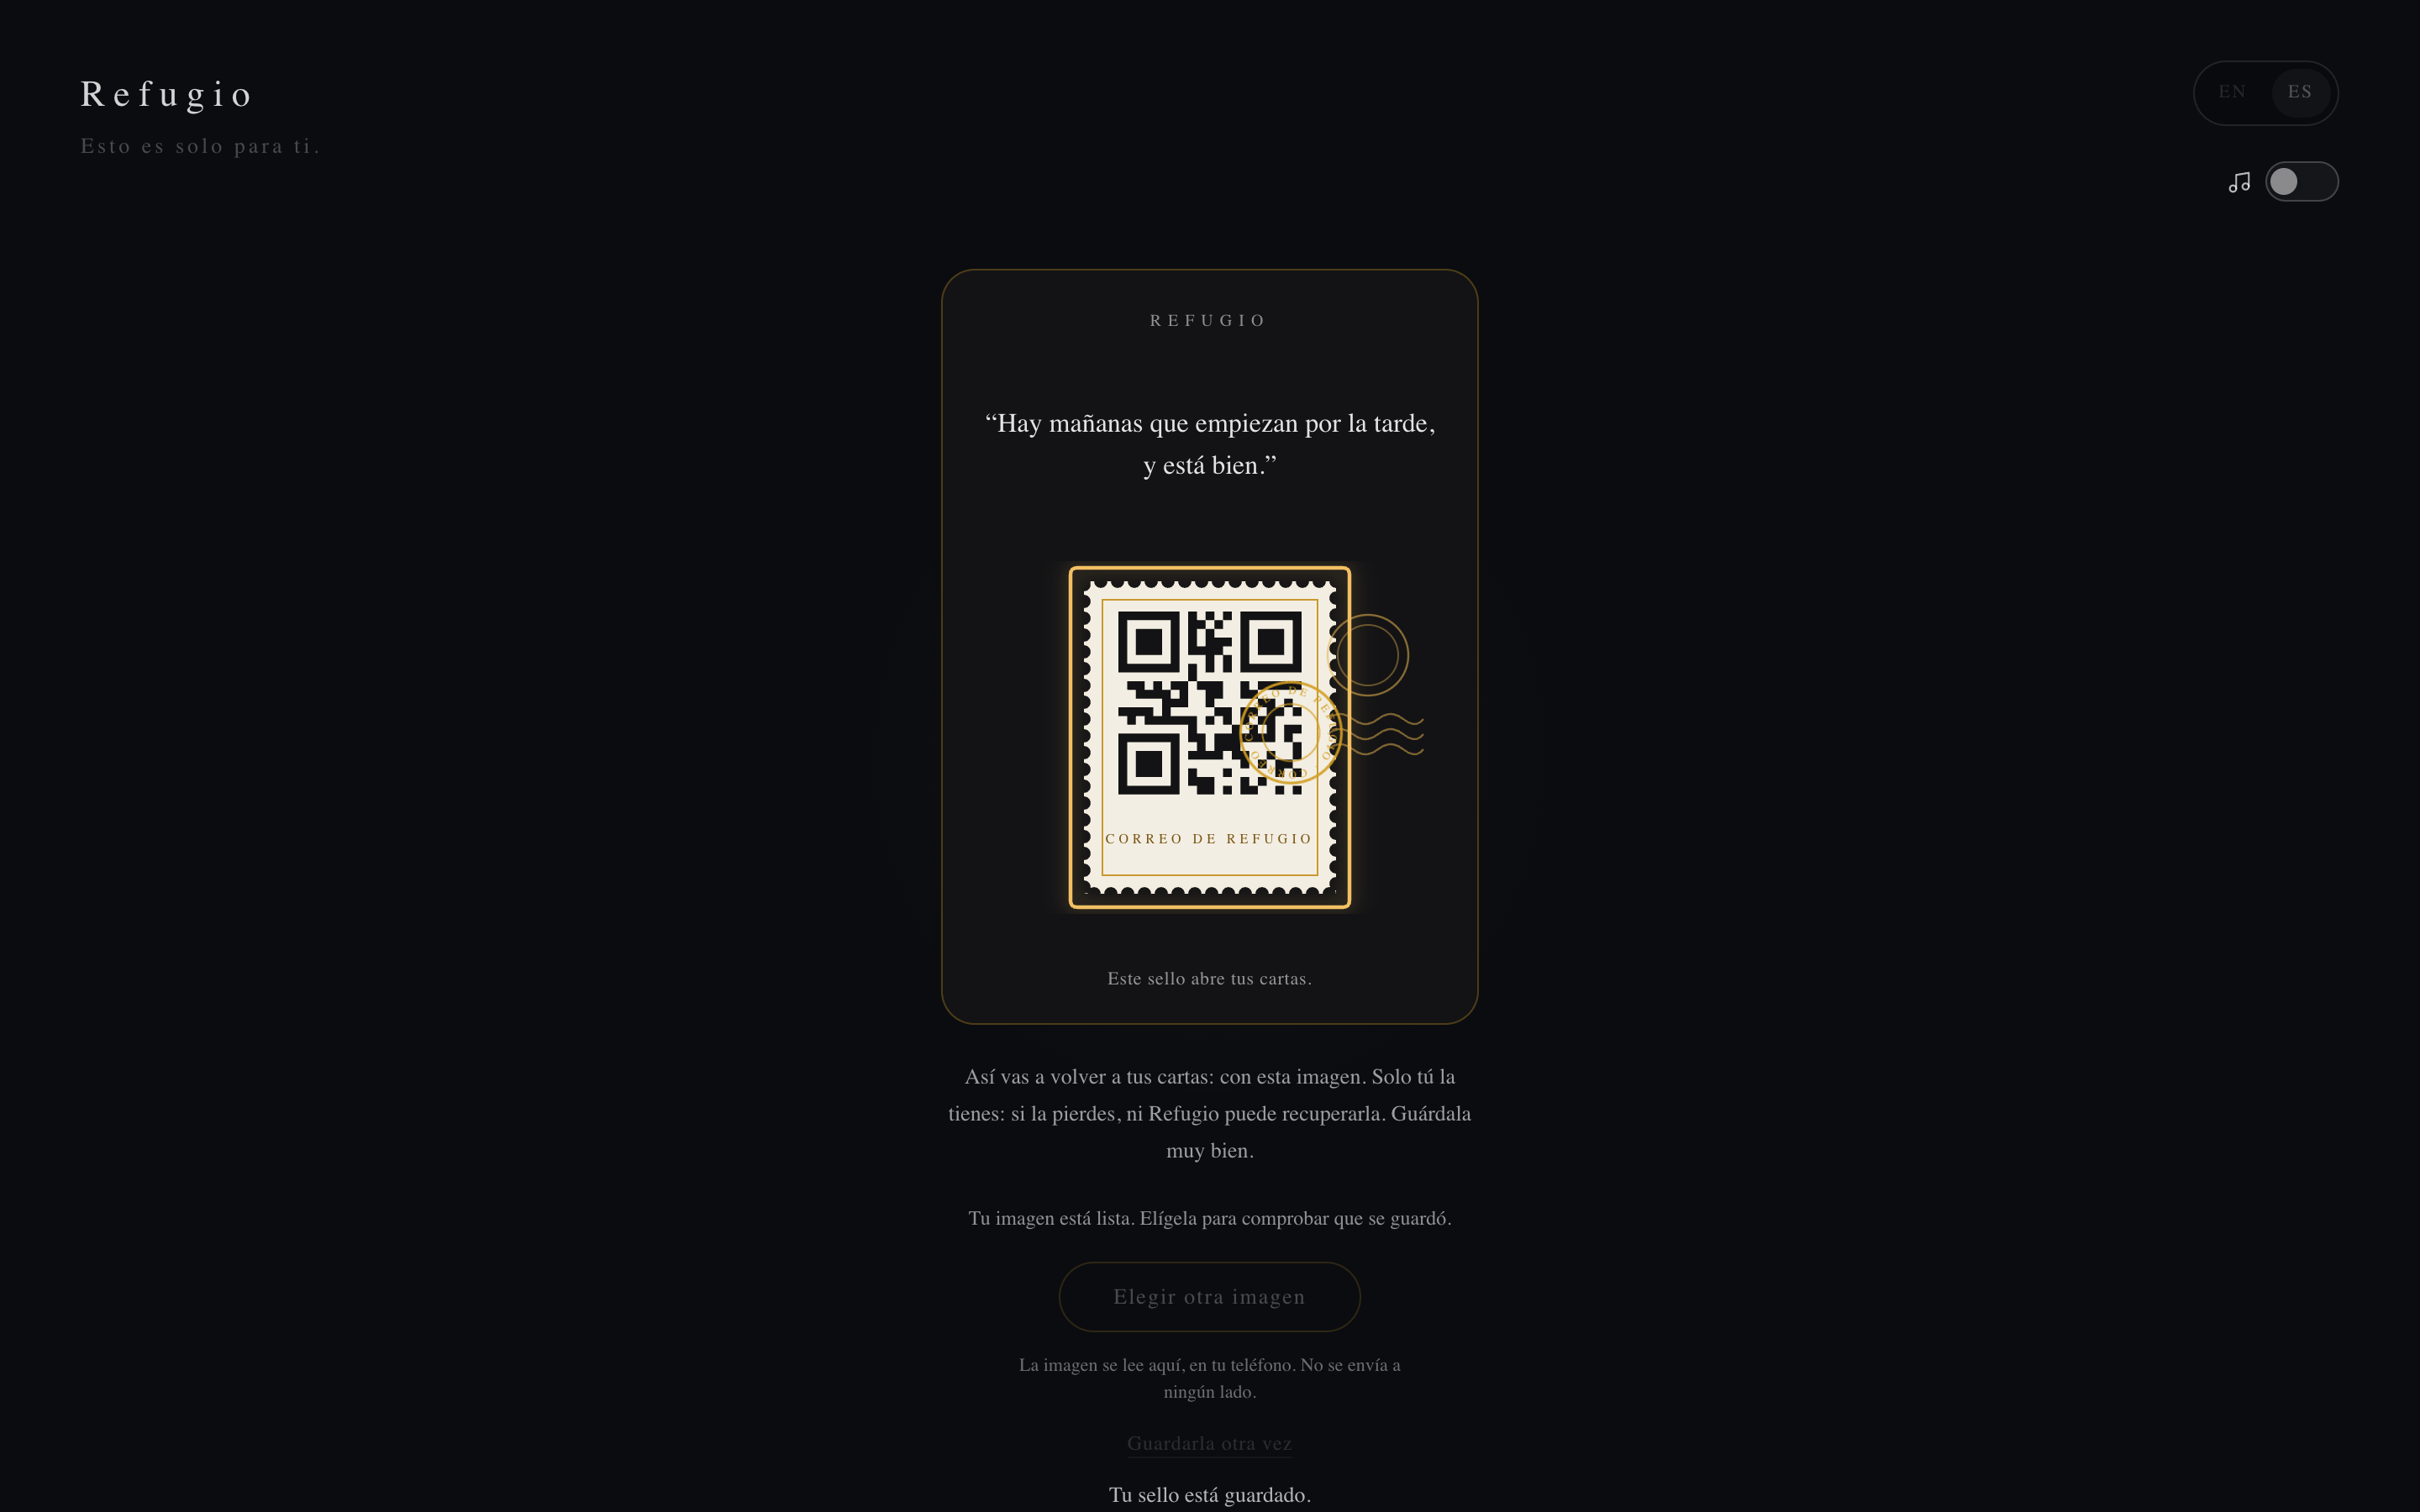 Refugio
Esto es solo para ti.
EN ES
REFUGIO
“Hay mañanas que empiezan por la tarde,
y está bien.”
CORREO DE REFUGIO
Este sello abre tus cartas.
Así vas a volver a tus cartas: con esta imagen. Solo tú la
tienes: si la pierdes, ni Refugio puede recuperarla. Guárdala
muy bien.
Tu imagen está lista. Elígela para comprobar que se guardó.
Elegir otra imagen
La imagen se lee aquí, en tu teléfono. No se envía a
ningún lado.
Guardarla otra vez
Tu sello está guardado.